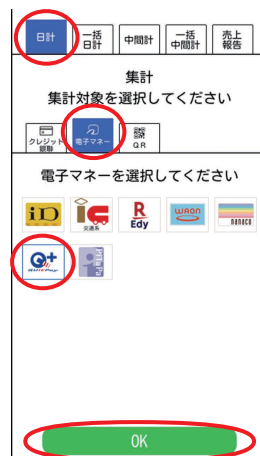 日計
一括
日計
中間計
一括
中間計
売上
報告
集計
集計対象を選択してください
クレジット
銀聯
電子マネー
QR
電子マネーを選択してください
iD
交通系
R
Edy
WAON
nanaco
Q+
QUICPay
PiTaPa
OK